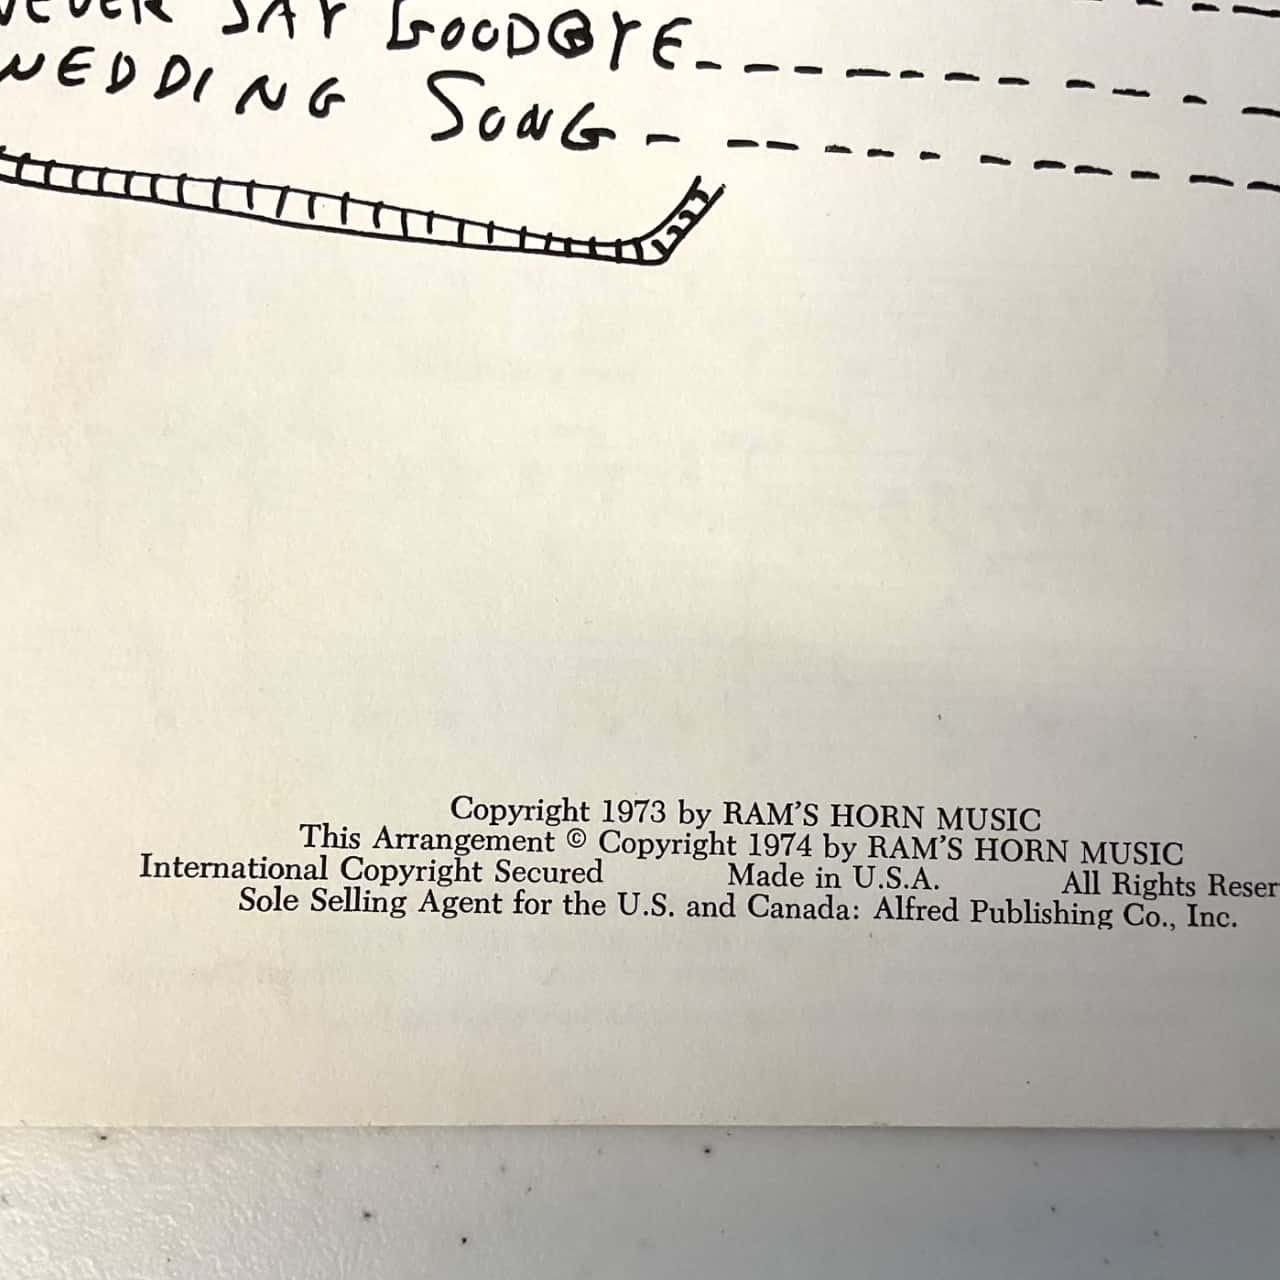 NEVER SAY GOODBYE
WEDDING SONG
Copyright 1973 by RAM'S HORN MUSIC
This Arrangement © Copyright 1974 by RAM'S HORN MUSIC
International Copyright Secured Made in U.S.A. All Rights Reser
Sole Selling Agent for the U.S. and Canada: Alfred Publishing Co., Inc.